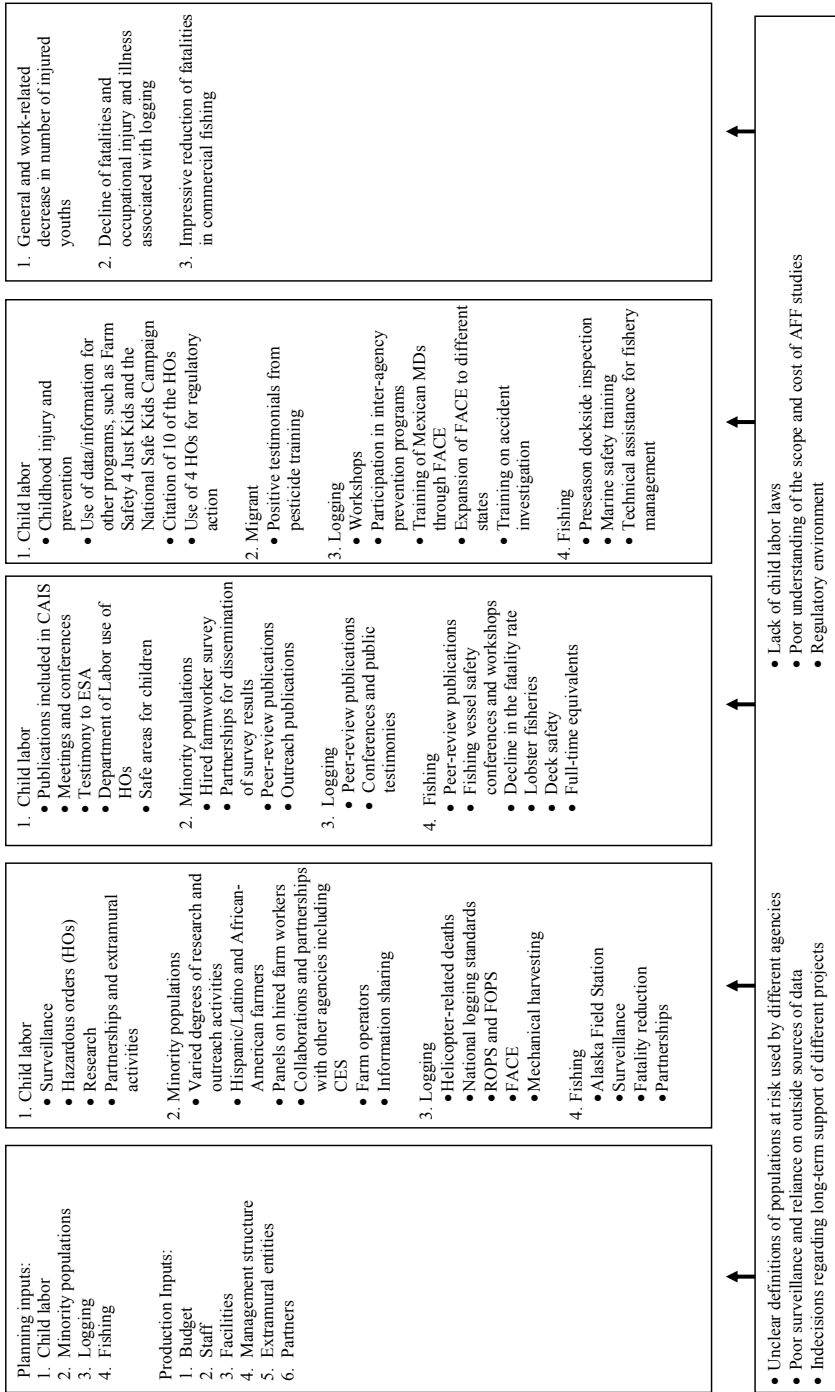 Planning inputs:
1. Child labor
2. Minority populations
3. Logging
4. Fishing
Production Inputs:
1. Budget
2. Staff
3. Facilities
4. Management structure
5. Extramural entities
6. Partners
1. Child labor
• Surveillance
• Hazardous orders (HOs)
• Research
• Partnerships and extramural
activities
2. Minority populations
• Varied degrees of research and
outreach activities
• Hispanic/Latino and African-
American farmers
• Panels on hired farm workers
• Collaborations and partnerships
with other agencies including
CES
• Farm operators
• Information sharing
3. Logging
• Helicopter-related deaths
• National logging standards
• ROPS and FOPS
• FACE
• Mechanical harvesting
4. Fishing
• Alaska Field Station
• Surveillance
• Fatality reduction
• Partnerships
1. Child labor
• Publications included in CAIS
• Meetings and conferences
• Testimony to ESA
• Department of Labor use of
HOs
• Safe areas for children
2. Minority populations
• Hired farmworker survey
• Partnerships for dissemination
of survey results
• Peer-review publications
• Outreach publications
3. Logging
• Peer-review publications
• Conferences and public
testimonies
4. Fishing
• Peer-review publications
• Fishing vessel safety
conferences and workshops
• Decline in the fatality rate
• Lobster fisheries
• Deck safety
• Full-time equivalents
1. Child labor
• Childhood injury and
prevention
• Use of data/information for
other programs, such as Farm
Safety 4 Just Kids and the
National Safe Kids Campaign
• Citation of 10 of the HOs
• Use of 4 HOs for regulatory
action
2. Migrant
• Positive testimonials from
pesticide training
3. Logging
• Workshops
• Participation in inter-agency
prevention programs
• Training of Mexican MDs
through FACE
• Expansion of FACE to different
states
• Training on accident
investigation
4. Fishing
• Preseason dockside inspection
• Marine safety training
• Technical assistance for fishery
management
1. General and work-related
decrease in number of injured
youths
2. Decline of fatalities and
occupational injury and illness
associated with logging
3. Impressive reduction of fatalities
in commercial fishing
• Unclear definitions of populations at risk used by different agencies
• Poor surveillance and reliance on outside sources of data
• Indecisions regarding long-term support of different projects
• Lack of child labor laws
• Poor understanding of the scope and cost of AFF studies
• Regulatory environment